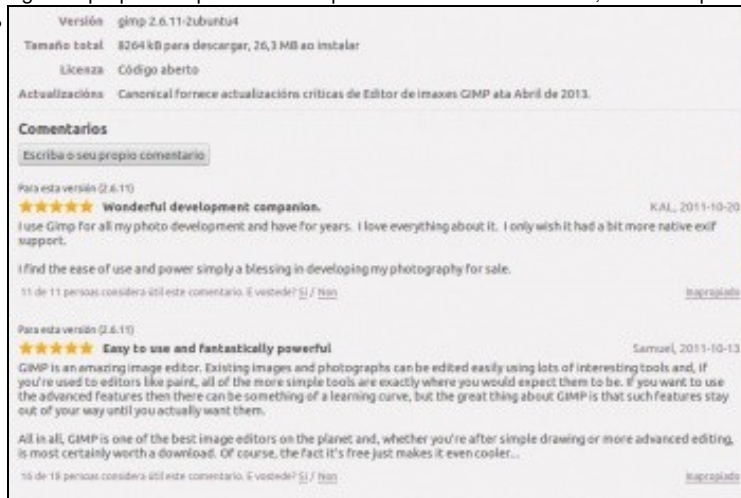 Versión gimp 2.6.11-2ubuntu4
Tamaño total 8264 kB para descargar, 26,3 MB ao instalar
Licenza Código aberto
Actualizacións Canonical fornece actualizacións críticas de Editor de imaxes GIMP ata Abril de 2013.
Comentarios
Escriba o seu propio comentario
Para esta versión (2.6.11)
Wonderful development companion. KAL, 2011-10-20
I use Gimp for all my photo development and have for years. I love everything about it. I only wish it had a bit more native exif
support.
I find the ease of use and power simply a blessing in developing my photography for sale.
11 de 11 persoas considera útil este comentario. E vostede? Si / Non Inapropiado
Para esta versión (2.6.11)
Easy to use and fantastically powerful Samuel, 2011-10-13
GIMP is an amazing image editor. Existing images and photographs can be edited easily using lots of interesting tools and, if
you're used to editors like paint, all of the more simple tools are exactly where you would expect them to be. If you want to use
the advanced features then there can be something of a learning curve, but the great thing about GIMP is that such features stay
out of your way until you actually want them.
All in all, GIMP is one of the best image editors on the planet and, whether you're after simple drawing or more advanced editing,
is most certainly worth a download. Of course, the fact it's free just makes it even cooler...
16 de 18 persoas considera útil este comentario. E vostede? Si / Non Inapropiado